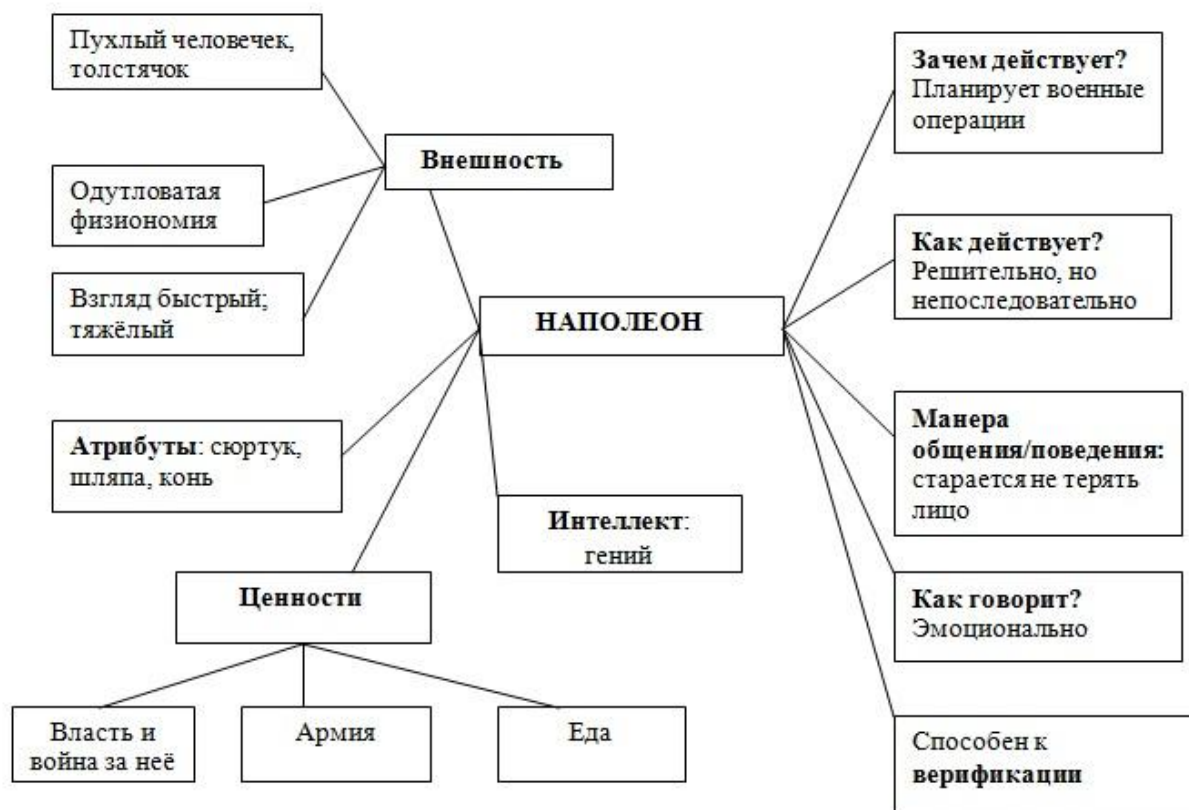 Пухлый человечек,
толстячок
Внешность
Одутловатая
физиономия
Взгляд быстрый;
тяжёлый
НАПОЛЕОН
Атрибуты: сюртук,
шляпа, конь
Интеллект:
гений
Ценности
Власть и
война за неё
Армия
Еда
Зачем действует?
Планирует военные
операции
Как действует?
Решительно, но
непоследовательно
Манера
общения/поведения:
старается не терять
лицо
Как говорит?
Эмоционально
Способен к
верификации